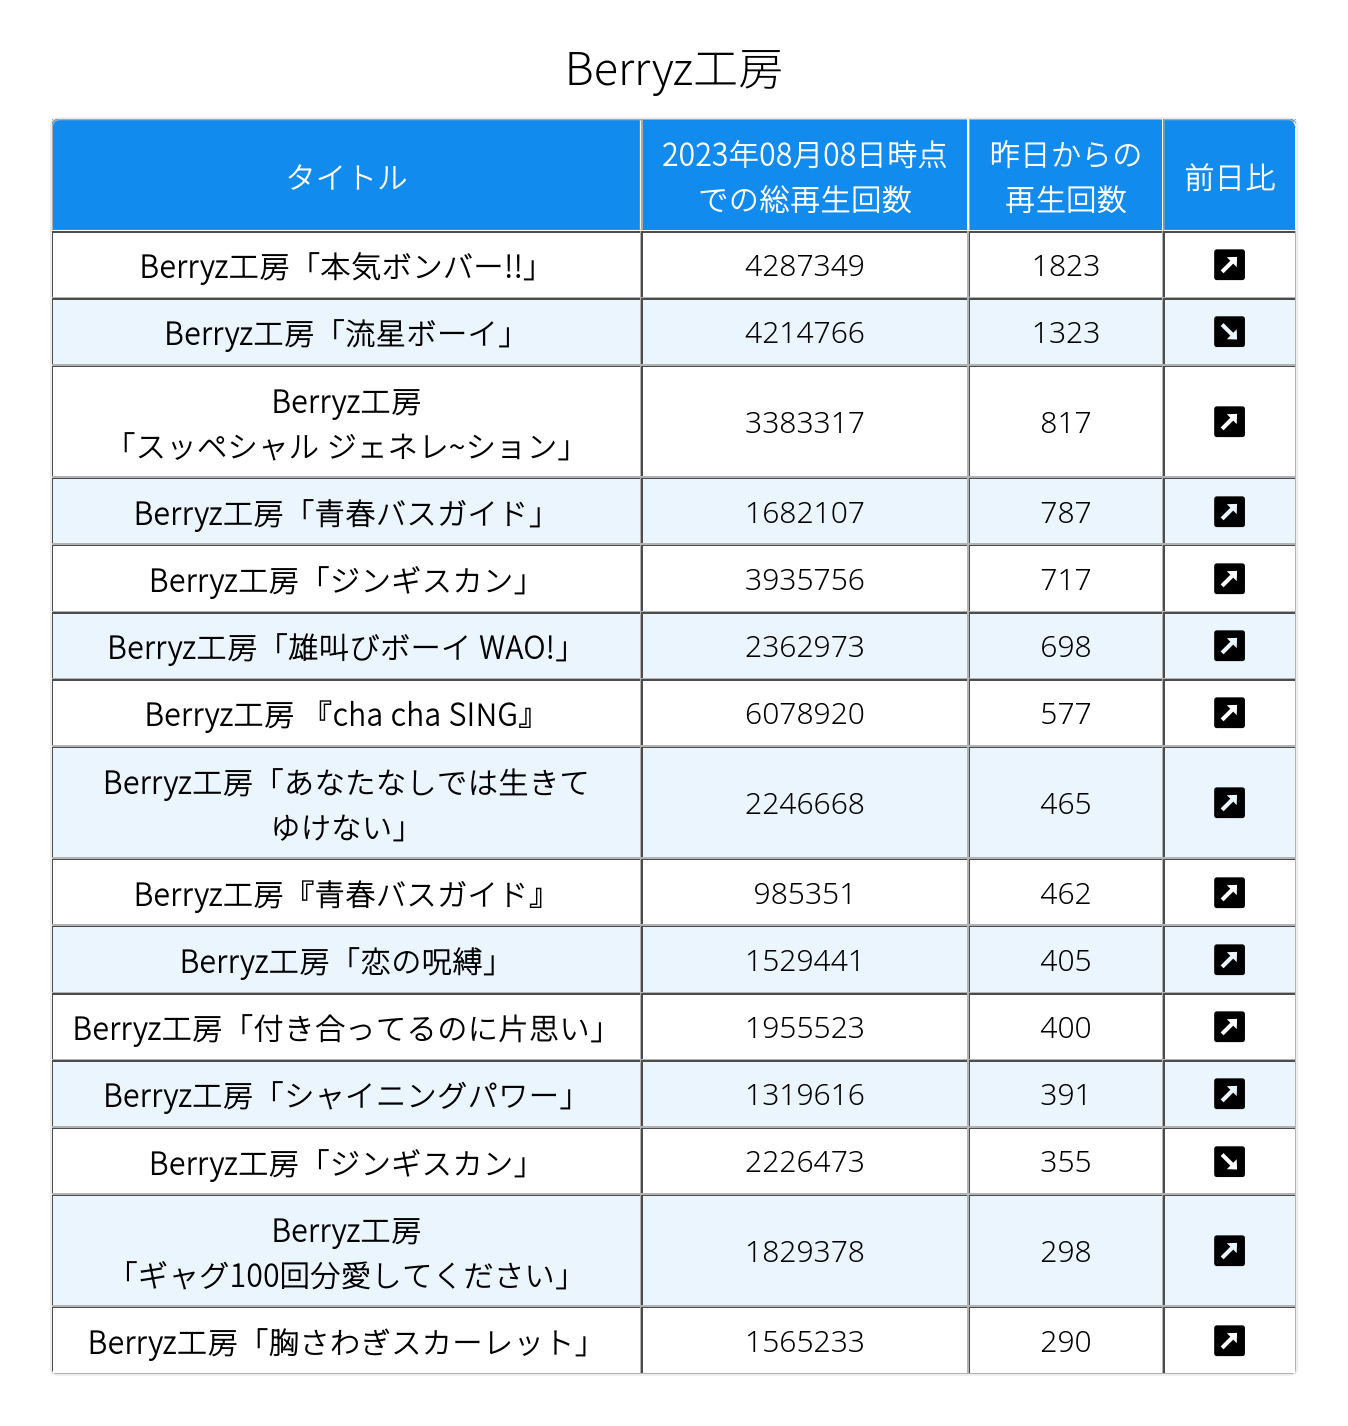 Berryz工房
タイトル
2023年08月08日時点
での総再生回数
昨日からの
再生回数
前日比
Berryz工房「本気ボンバー!!」 4287349 1823
Berryz工房「流星ボーイ」 4214766 1323
Berryz工房
「スッペシャル ジェネレ~ション」 3383317 817
Berryz工房「青春バスガイド」 1682107 787
Berryz工房「ジンギスカン」 3935756 717
Berryz工房「雄叫びボーイ WAO!」 2362973 698
Berryz工房 『cha cha SING』 6078920 577
Berryz工房「あなたなしでは生きて
ゆけない」 2246668 465
Berryz工房『青春バスガイド』 985351 462
Berryz工房「恋の呪縛」 1529441 405
Berryz工房「付き合ってるのに片思い」 1955523 400
Berryz工房「シャイニングパワー」 1319616 391
Berryz工房「ジンギスカン」 2226473 355
Berryz工房
「ギャグ100回分愛してください」 1829378 298
Berryz工房「胸さわぎスカーレット」 1565233 290